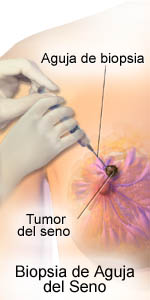 Aguja de biopsia
Tumor
del seno
Biopsia de Aguja
del Seno